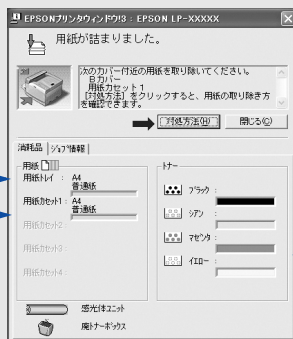 EPSONプリンタウィンドウ!3 : EPSON LP-XXXXX
用紙が詰まりました。
次のカバー付近の用紙を取り除いてください。
Bカバー
用紙カセット1
[対処方法]をクリックすると、用紙の取り除き方を確認できます。
対処方法(H)
閉じる(C)
消耗品
ジョブ情報
用紙
用紙トレイ : A4
普通紙
用紙カセット1: A4
普通紙
用紙カセット2:
用紙カセット3:
用紙カセット4:
トナー
ブラック :
シアン :
マゼンタ :
イエロー :
感光体ユニット
廃トナーボックス